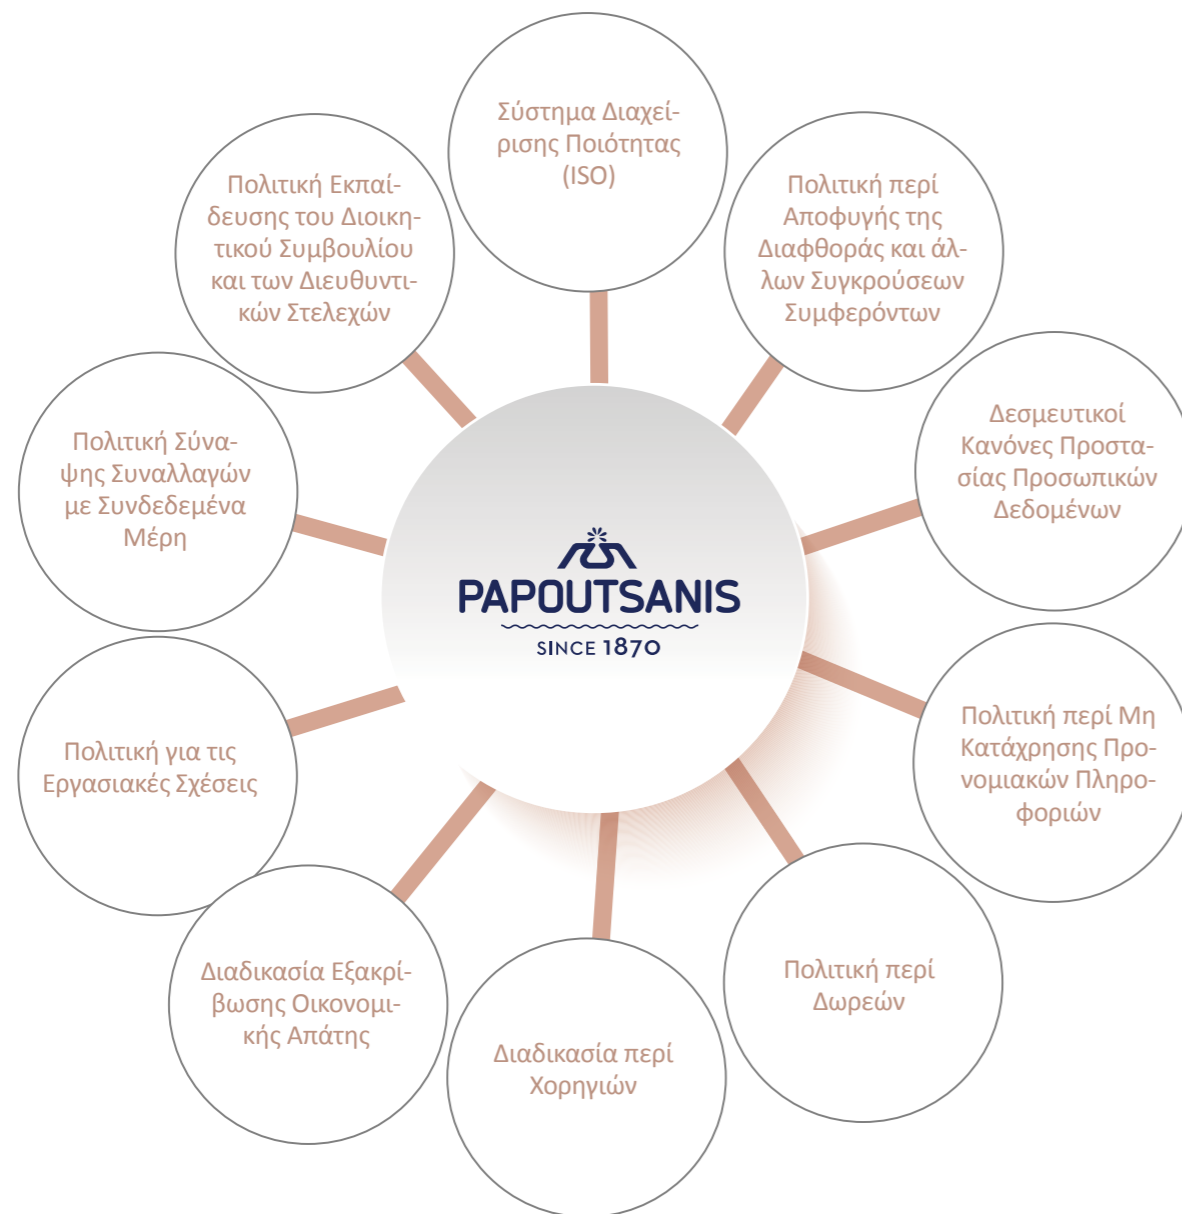 Σύστημα Διαχεί-
ρισης Ποιότητας
(ISO)
Πολιτική περί
Αποφυγής της
Διαφθοράς και άλ-
λων Συγκρούσεων
Συμφερόντων
Δεσμευτικοί
Κανόνες Προστα-
σίας Προσωπικών
Δεδομένων
Πολιτική περί Μη
Κατάχρησης Προ-
νομιακών Πληρο-
φοριών
Πολιτική περί
Δωρεών
Διαδικασία περί
Χορηγιών
Διαδικασία Εξακρί-
βωσης Οικονομι-
κής Απάτης
Πολιτική για τις
Εργασιακές Σχέσεις
Πολιτική Σύνα-
ψης Συναλλαγών
με Συνδεδεμένα
Μέρη
Πολιτική Εκπαί-
δευσης του Διοικη-
τικού Συμβουλίου
και των Διευθυντι-
κών Στελεχών
PAPOUTSANIS
SINCE 1870